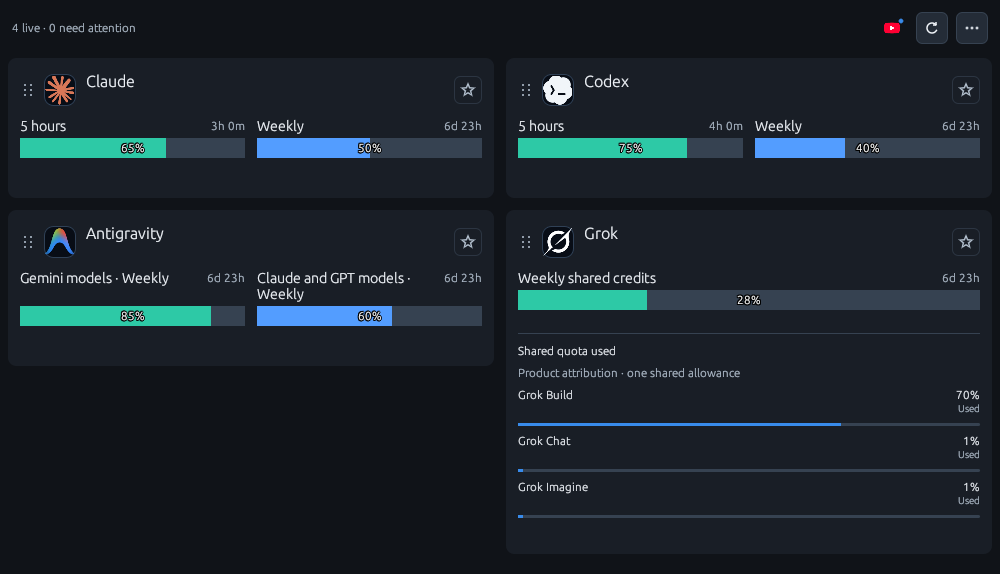 4 live · 0 need attention
Claude
5 hours 3h 0m
65%
Weekly 6d 23h
50%
Codex
5 hours 4h 0m
75%
Weekly 6d 23h
40%
Antigravity
Gemini models · Weekly 6d 23h
85%
Claude and GPT models · 6d 23h
Weekly
60%
Grok
Weekly shared credits 6d 23h
28%
Shared quota used
Product attribution · one shared allowance
Grok Build 70%
Used
Grok Chat 1%
Used
Grok Imagine 1%
Used